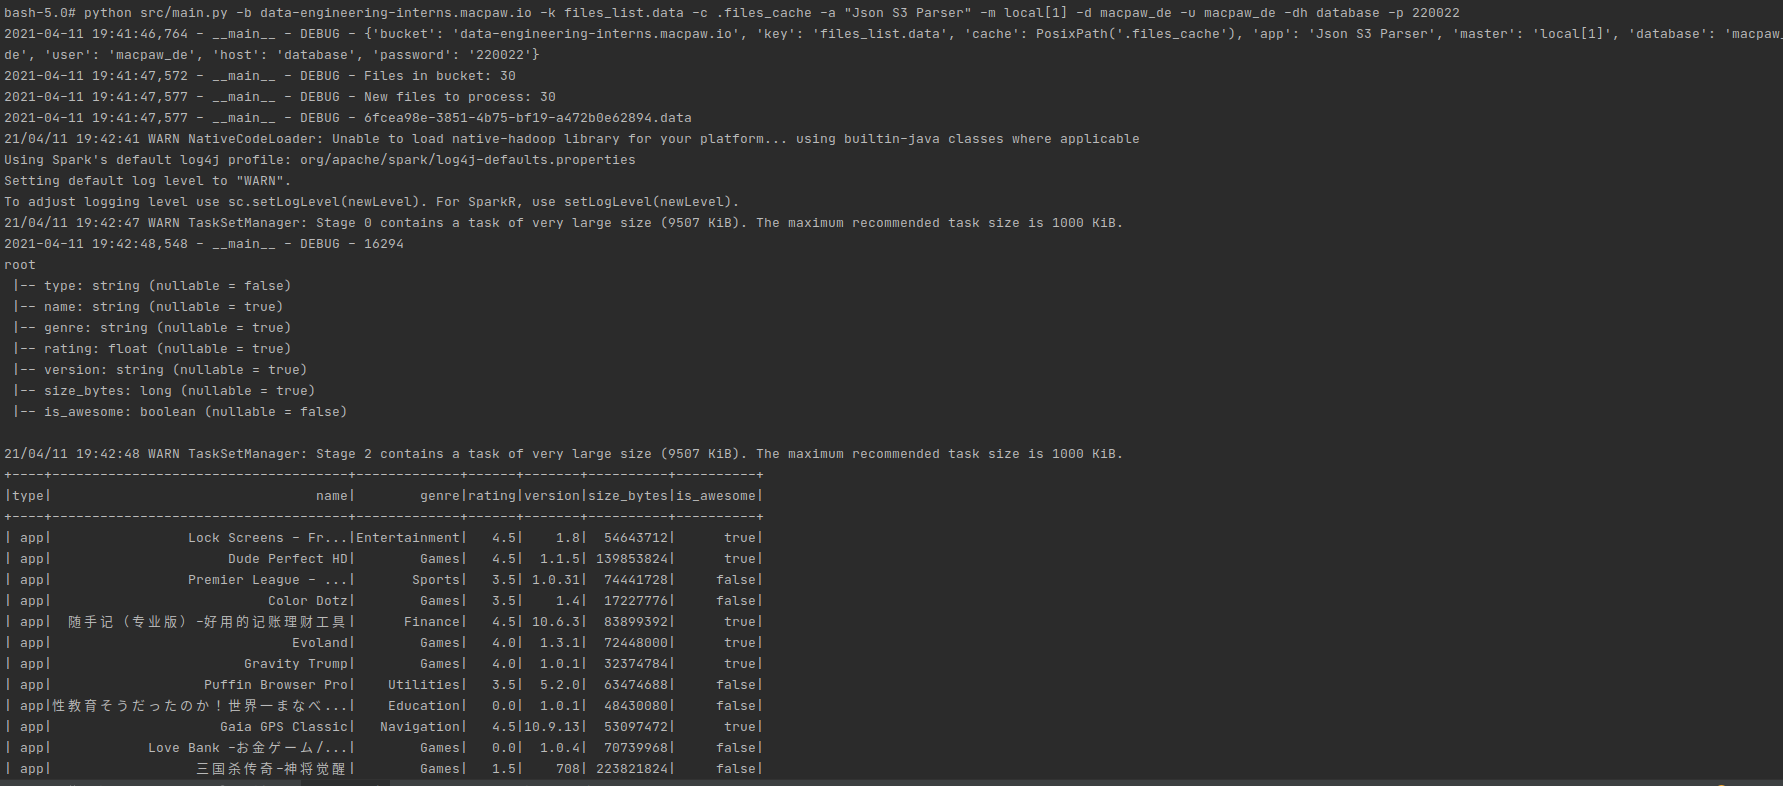 bash-5.0# python src/main.py -b data-engineering-interns.macpaw.io -k files_list.data -c .files_cache -a "Json S3 Parser" -m local[1] -d macpaw_de -u macpaw_de -dh database -p 220022
2021-04-11 19:41:46,764 - __main__ - DEBUG - {'bucket': 'data-engineering-interns.macpaw.io', 'key': 'files_list.data', 'cache': PosixPath('.files_cache'), 'app': 'Json S3 Parser', 'master': 'local[1]', 'database': 'macpaw_
de', 'user': 'macpaw_de', 'host': 'database', 'password': '220022'}
2021-04-11 19:41:47,572 - __main__ - DEBUG - Files in bucket: 30
2021-04-11 19:41:47,577 - __main__ - DEBUG - New files to process: 30
2021-04-11 19:41:47,577 - __main__ - DEBUG - 6fcea98e-3851-4b75-bf19-a472b0e62894.data
21/04/11 19:42:41 WARN NativeCodeLoader: Unable to load native-hadoop library for your platform... using builtin-java classes where applicable
Using Spark's default log4j profile: org/apache/spark/log4j-defaults.properties
Setting default log level to "WARN".
To adjust logging level use sc.setLogLevel(newLevel). For SparkR, use setLogLevel(newLevel).
21/04/11 19:42:47 WARN TaskSetManager: Stage 0 contains a task of very large size (9507 KiB). The maximum recommended task size is 1000 KiB.
2021-04-11 19:42:48,548 - __main__ - DEBUG - 16294
root
 |-- type: string (nullable = false)
 |-- name: string (nullable = true)
 |-- genre: string (nullable = true)
 |-- rating: float (nullable = true)
 |-- version: string (nullable = true)
 |-- size_bytes: long (nullable = true)
 |-- is_awesome: boolean (nullable = false)
21/04/11 19:42:48 WARN TaskSetManager: Stage 2 contains a task of very large size (9507 KiB). The maximum recommended task size is 1000 KiB.
+----+-------------------------------------+-------------+------+-------+----------+----------+
|type|                                 name|        genre|rating|version|size_bytes|is_awesome|
+----+-------------------------------------+-------------+------+-------+----------+----------+
| app|                 Lock Screens - Fr...|Entertainment|   4.5|    1.8|  54643712|      true|
| app|                      Dude Perfect HD|        Games|   4.5|  1.1.5| 139853824|      true|
| app|                 Premier League - ...|       Sports|   3.5| 1.0.31|  74441728|     false|
| app|                           Color Dotz|        Games|   3.5|    1.4|  17227776|     false|
| app|  随手记（专业版）-好用的记账理财工具|      Finance|   4.5| 10.6.3|  83899392|      true|
| app|                              Evoland|        Games|   4.0|  1.3.1|  72448000|      true|
| app|                        Gravity Trump|        Games|   4.0|  1.0.1|  32374784|      true|
| app|                   Puffin Browser Pro|    Utilities|   3.5|  5.2.0|  63474688|     false|
| app|性教育そうだったのか！世界一まなべ...|    Education|   0.0|  1.0.1|  48430080|     false|
| app|                     Gaia GPS Classic|   Navigation|   4.5|10.9.13|  53097472|      true|
| app|            Love Bank -お金ゲーム/...|        Games|   0.0|  1.0.4|  70739968|     false|
| app|                  三国杀传奇-神将觉醒|        Games|   1.5|    708| 223821824|     false|